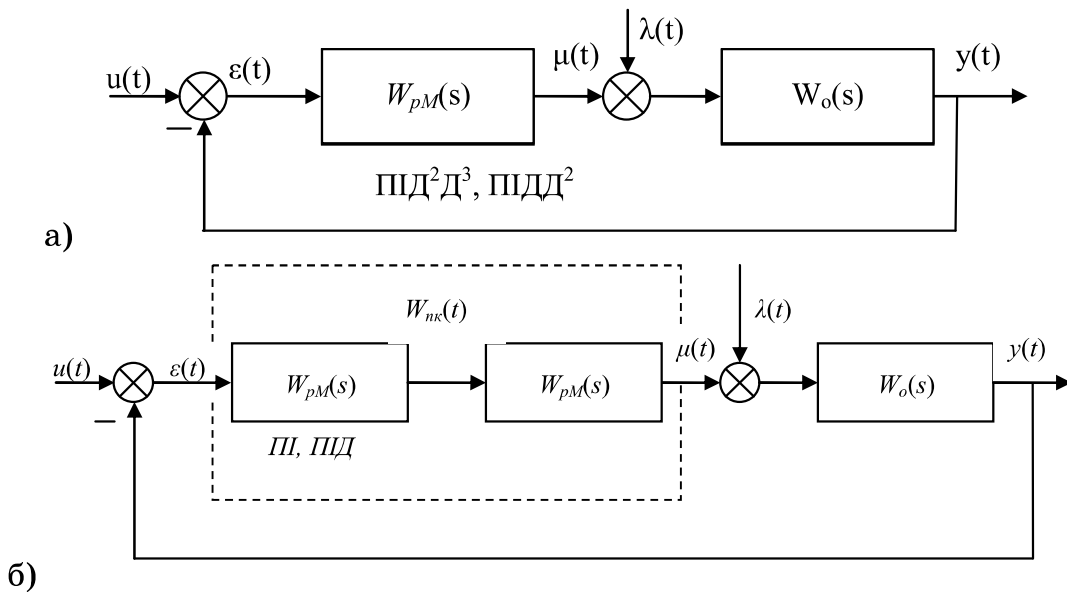 λ(t)
u(t) ε(t) W_pM(s) μ(t) W_o(s) y(t)
−
ПІД²Д³, ПІДД²
а)
W_пк(t) λ(t)
u(t) ε(t) W_pM(s) W_pM(s) μ(t) W_o(s) y(t)
−
ПІ, ПІД
б)